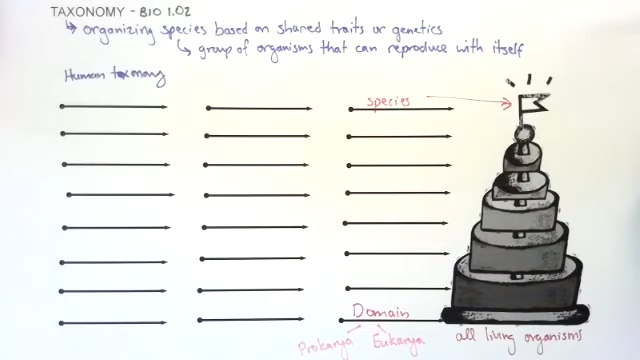 TAXONOMY - BIO 1.02
↳ organizing species based on shared traits or genetics
↳ group of organisms that can reproduce with itself
Human taxonomy
species
Domain
Prokarya Eukarya
all living organisms